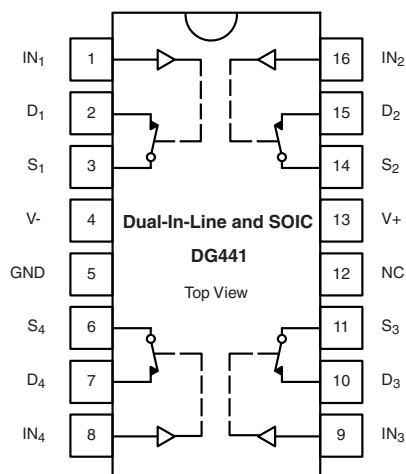 IN1 1 16 IN2
D1 2 15 D2
S1 3 14 S2
V- 4 Dual-In-Line and SOIC 13 V+
DG441
GND 5 12 NC
Top View
S4 6 11 S3
D4 7 10 D3
IN4 8 9 IN3